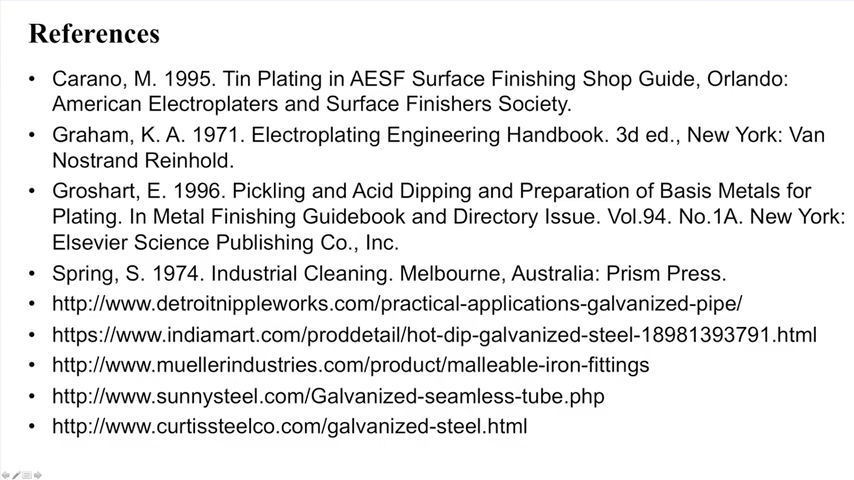 References
• Carano, M. 1995. Tin Plating in AESF Surface Finishing Shop Guide, Orlando:
American Electroplaters and Surface Finishers Society.
• Graham, K. A. 1971. Electroplating Engineering Handbook. 3d ed., New York: Van
Nostrand Reinhold.
• Groshart, E. 1996. Pickling and Acid Dipping and Preparation of Basis Metals for
Plating. In Metal Finishing Guidebook and Directory Issue. Vol.94. No.1A. New York:
Elsevier Science Publishing Co., Inc.
• Spring, S. 1974. Industrial Cleaning. Melbourne, Australia: Prism Press.
• http://www.detroitnippleworks.com/practical-applications-galvanized-pipe/
• https://www.indiamart.com/proddetail/hot-dip-galvanized-steel-18981393791.html
• http://www.muellerindustries.com/product/malleable-iron-fittings
• http://www.sunnysteel.com/Galvanized-seamless-tube.php
• http://www.curtissteelco.com/galvanized-steel.html